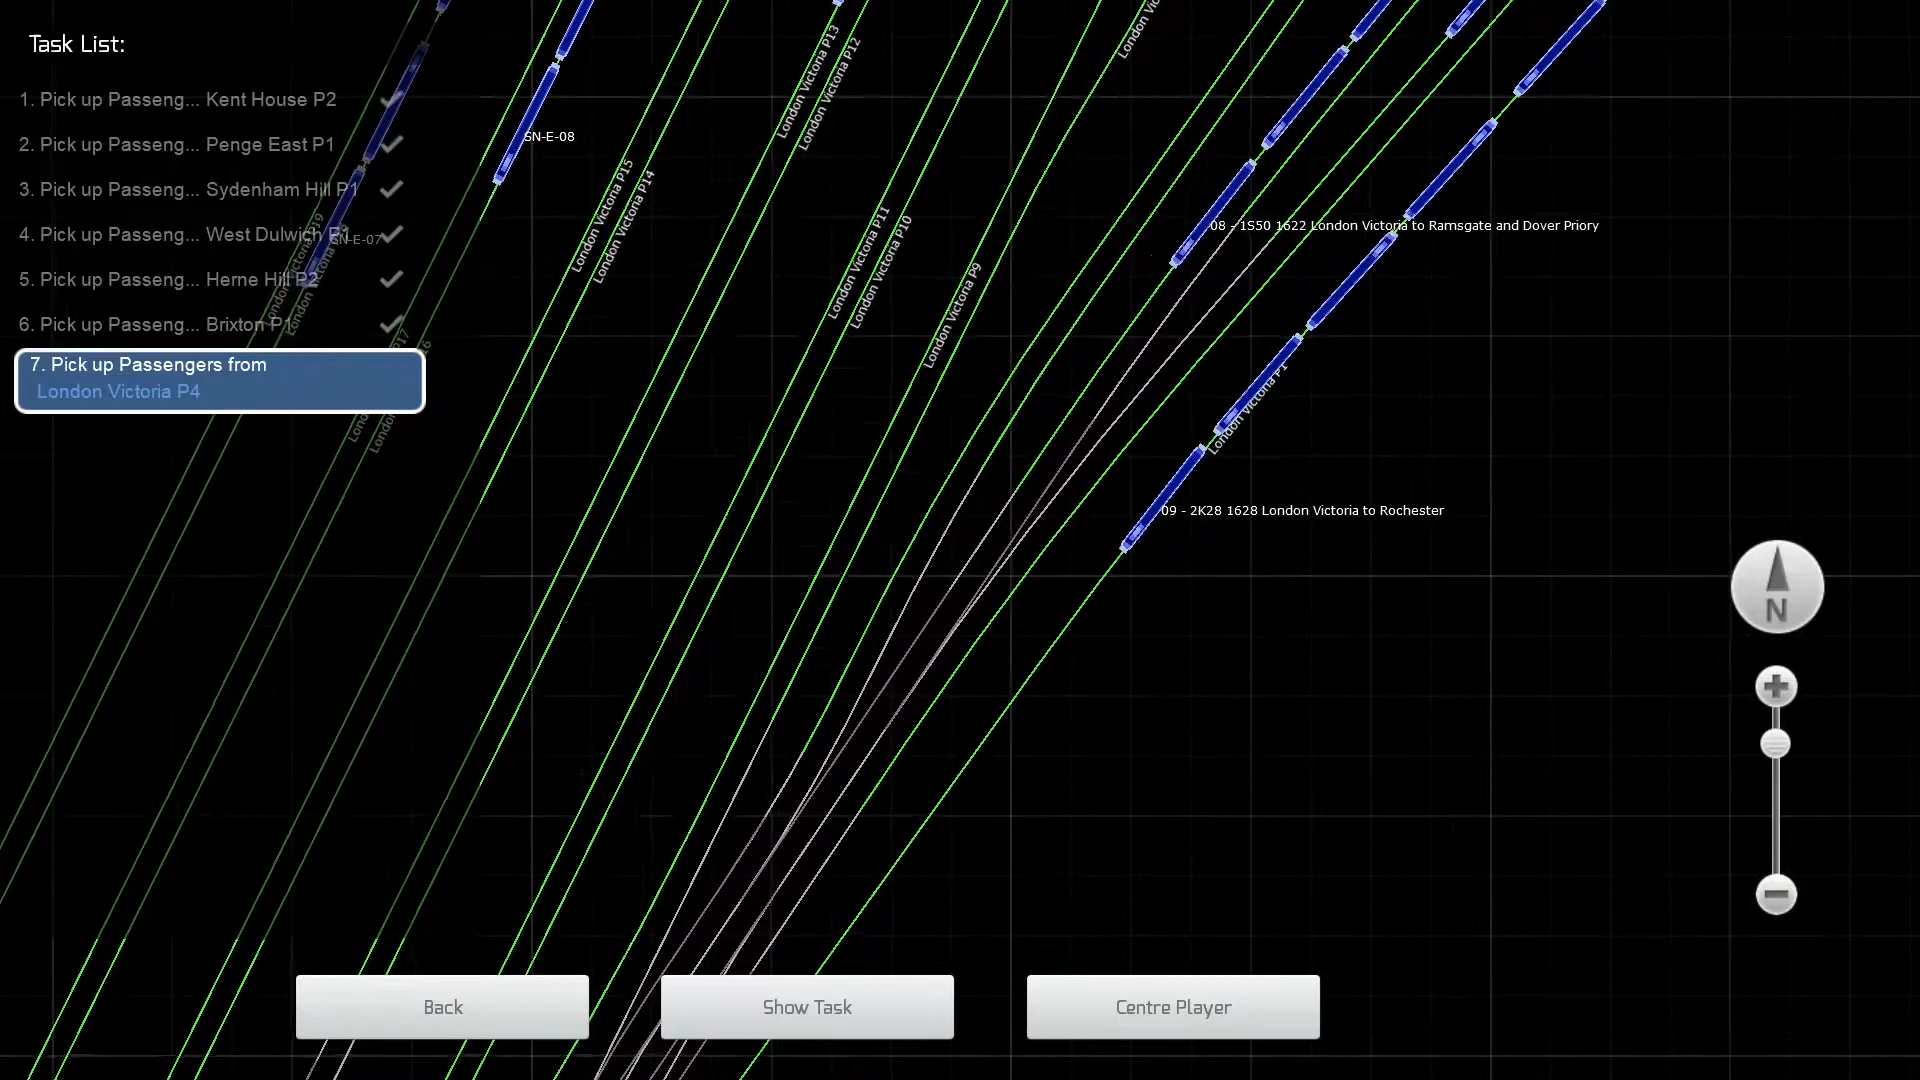 Task List:
1. Pick up Passeng... Kent House P2
2. Pick up Passeng... Penge East P1
3. Pick up Passeng... Sydenham Hill P1
4. Pick up Passeng... West Dulwich P1
5. Pick up Passeng... Herne Hill P2
6. Pick up Passeng... Brixton P1
7. Pick up Passengers from
London Victoria P4
SN-E-07
SN-E-08
London Victoria P15
London Victoria P14
London Victoria P13
London Victoria P12
London Victoria P11
London Victoria P10
London Victoria P9
London
08 - 1S50 1622 London Victoria to Ramsgate and Dover Priory
London Victoria P1
09 - 2K28 1628 London Victoria to Rochester
N
Back
Show Task
Centre Player